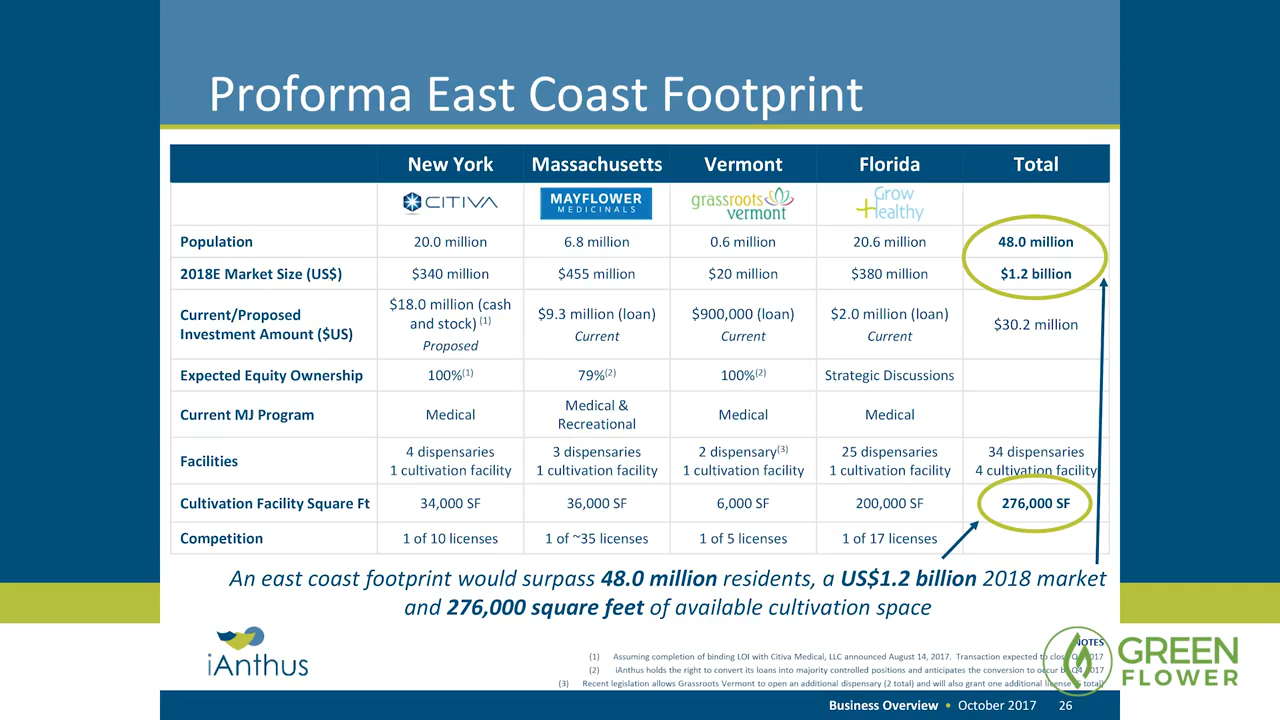 Proforma East Coast Footprint
New York Massachusetts Vermont Florida Total
CITIVA MAYFLOWER MEDICINALS grassroots vermont Grow Healthy
Population 20.0 million 6.8 million 0.6 million 20.6 million 48.0 million
2018E Market Size (US$) $340 million $455 million $20 million $380 million $1.2 billion
Current/Proposed Investment Amount ($US) $18.0 million (cash and stock) (1) Proposed $9.3 million (loan) Current $900,000 (loan) Current $2.0 million (loan) Current $30.2 million
Expected Equity Ownership 100%(1) 79%(2) 100%(2) Strategic Discussions
Current MJ Program Medical Medical & Recreational Medical Medical
Facilities 4 dispensaries 1 cultivation facility 3 dispensaries 1 cultivation facility 2 dispensary(3) 1 cultivation facility 25 dispensaries 1 cultivation facility 34 dispensaries 4 cultivation facility
Cultivation Facility Square Ft 34,000 SF 36,000 SF 6,000 SF 200,000 SF 276,000 SF
Competition 1 of 10 licenses 1 of ~35 licenses 1 of 5 licenses 1 of 17 licenses
An east coast footprint would surpass 48.0 million residents, a US$1.2 billion 2018 market
and 276,000 square feet of available cultivation space
iAnthus
NOTES
(1) Assuming completion of binding LOI with Citiva Medical, LLC announced August 14, 2017. Transaction expected to close 2017
(2) iAnthus holds the right to convert its loans into majority controlled positions and anticipates the conversion to occur by Q4 2017
(3) Recent legislation allows Grassroots Vermont to open an additional dispensary (2 total) and will also grant one additional license total)
GREEN
FLOWER
Business Overview • October 2017 26